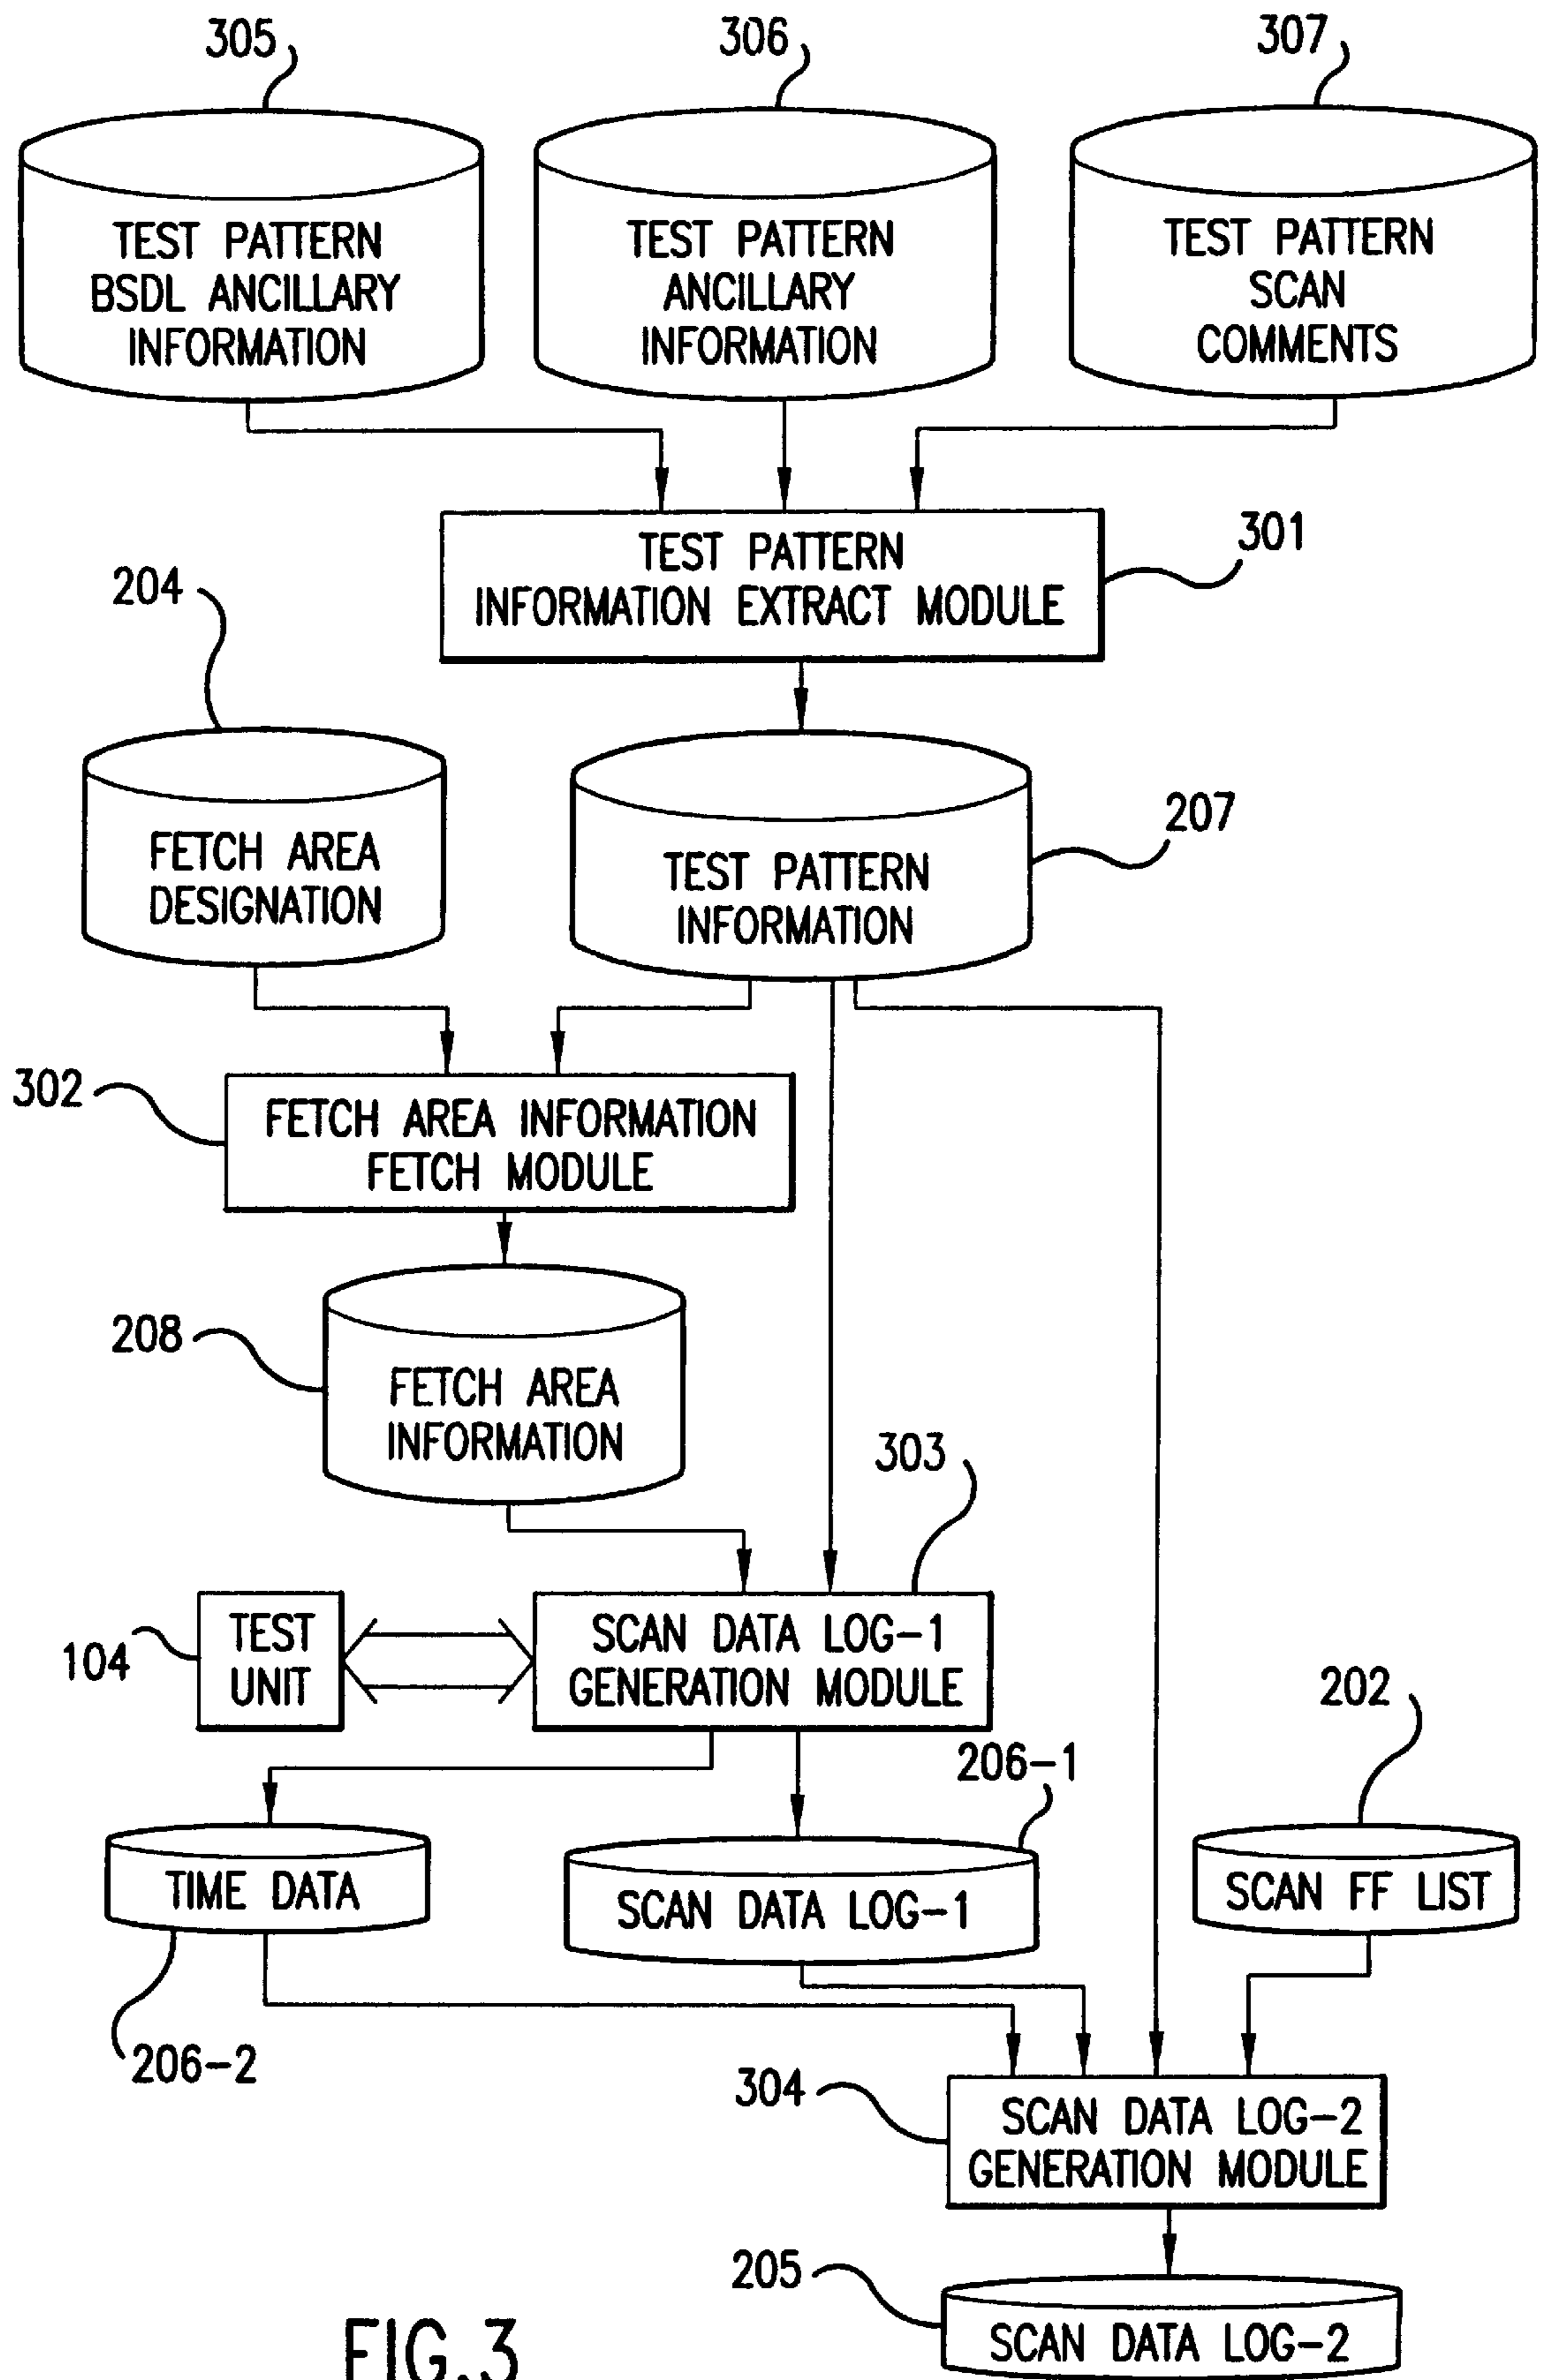 305
306
307
TEST PATTERN
BSDL ANCILLARY
INFORMATION
TEST PATTERN
ANCILLARY
INFORMATION
TEST PATTERN
SCAN
COMMENTS
TEST PATTERN
INFORMATION EXTRACT MODULE
301
204
FETCH AREA
DESIGNATION
TEST PATTERN
INFORMATION
207
302
FETCH AREA INFORMATION
FETCH MODULE
208
FETCH AREA
INFORMATION
303
104
TEST
UNIT
SCAN DATA LOG-1
GENERATION MODULE
202
206-1
TIME DATA
SCAN DATA LOG-1
SCAN FF LIST
206-2
304
SCAN DATA LOG-2
GENERATION MODULE
205
SCAN DATA LOG-2
FIG.3